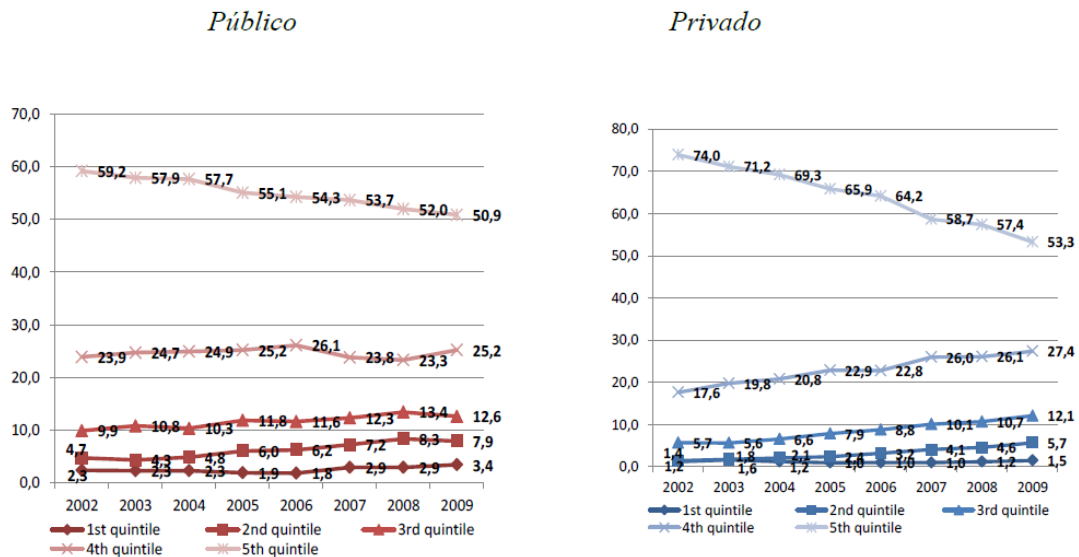 Público
70,0
60,0
50,0
40,0
30,0
20,0
10,0
0,0
59,2 57,9 57,7 55,1 54,3 53,7 52,0 50,9
23,9 24,7 24,9 25,2 26,1 23,8 23,3 25,2
9,9 10,8 10,3 11,8 11,6 12,3 13,4 12,6
4,7 4,3 4,8 6,0 6,2 7,2 8,3 7,9
2,3 2,3 2,3 1,9 1,8 2,9 2,9 3,4
2002 2003 2004 2005 2006 2007 2008 2009
1st quintile 2nd quintile 3rd quintile
4th quintile 5th quintile
Privado
80,0
70,0
60,0
50,0
40,0
30,0
20,0
10,0
0,0
74,0 71,2 69,3 65,9 64,2 58,7 57,4 53,3
17,6 19,8 20,8 22,9 22,8 26,0 26,1 27,4
5,7 5,6 6,6 7,9 8,8 10,1 10,7 12,1
1,4 1,8 2,1 2,4 3,2 4,1 4,6 5,7
1,2 1,6 1,2 1,0 1,0 1,0 1,2 1,5
2002 2003 2004 2005 2006 2007 2008 2009
1st quintile 2nd quintile 3rd quintile
4th quintile 5th quintile